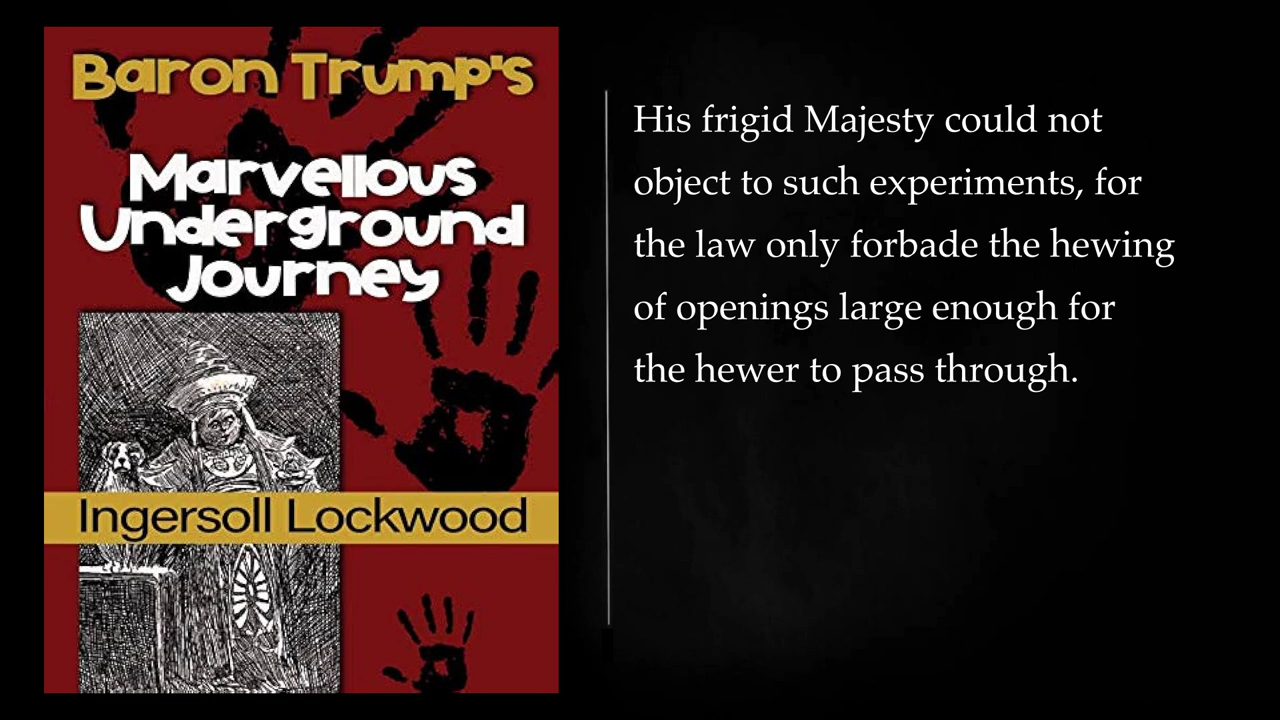 Baron Trump's
Marvellous
Underground
Journey
Ingersoll Lockwood
His frigid Majesty could not
object to such experiments, for
the law only forbade the hewing
of openings large enough for
the hewer to pass through.